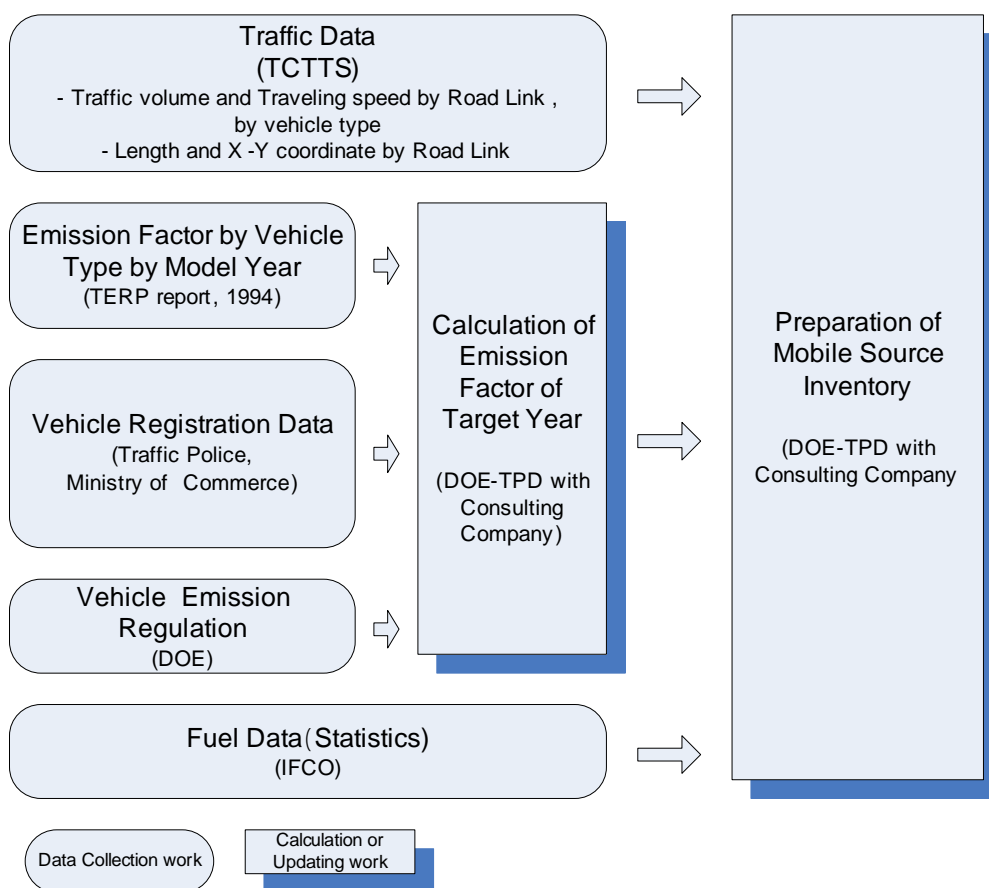 Traffic Data
(TCTTS)
- Traffic volume and Traveling speed by Road Link ,
by vehicle type
- Length and X -Y coordinate by Road Link
Emission Factor by Vehicle
Type by Model Year
(TERP report, 1994)
Vehicle Registration Data
(Traffic Police,
Ministry of Commerce)
Vehicle Emission
Regulation
(DOE)
Calculation of
Emission
Factor of
Target Year
(DOE-TPD with
Consulting
Company)
Fuel Data(Statistics)
(IFCO)
Preparation of
Mobile Source
Inventory
(DOE-TPD with
Consulting Company
Data Collection work
Calculation or
Updating work